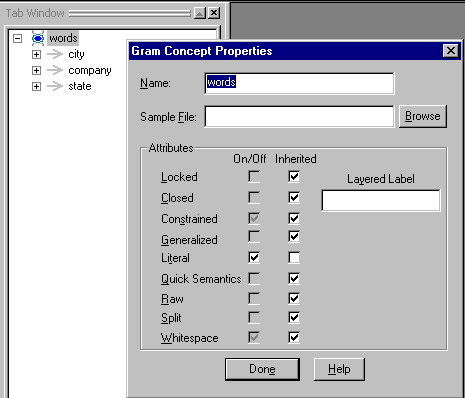 Tab Window
words
city
company
state
Gram Concept Properties
Name: words
Sample File: Browse
Attributes
On/Off Inherited
Locked Layered Label
Closed
Constrained
Generalized
Literal
Quick Semantics
Raw
Split
Whitespace
Done Help